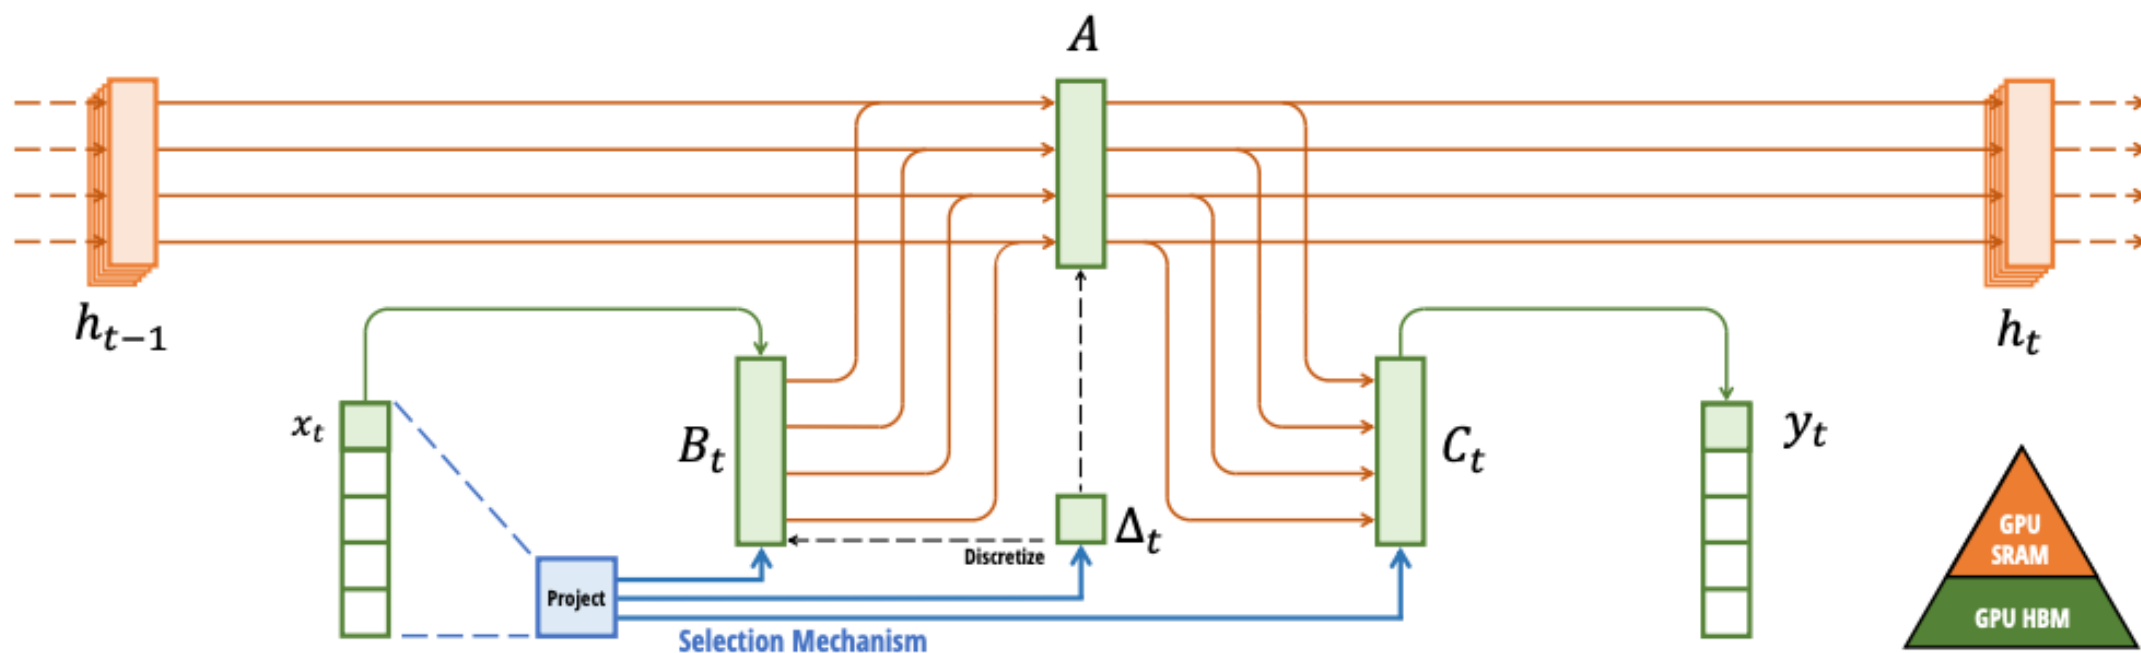 A
h_{t-1}
h_t
x_t
B_t
C_t
y_t
Δ_t
Discretize
Project
Selection Mechanism
GPU
SRAM
GPU HBM